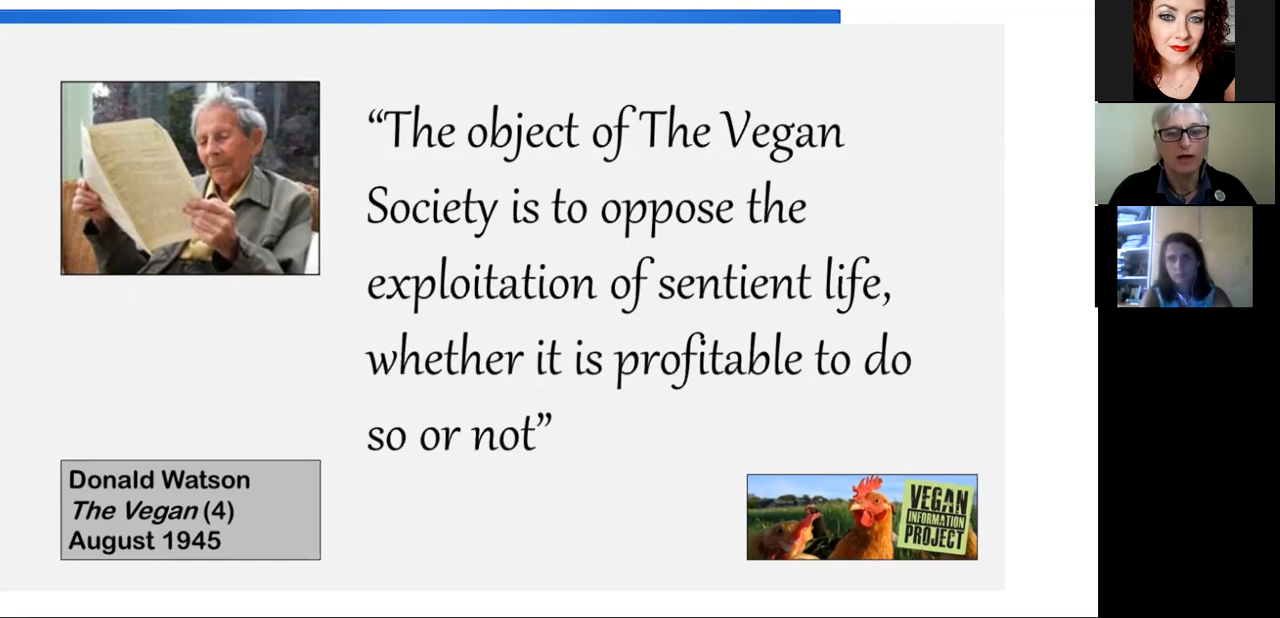 “The object of The Vegan
Society is to oppose the
exploitation of sentient life,
whether it is profitable to do
so or not”
Donald Watson
The Vegan (4)
August 1945
VEGAN
INFORMATION
PROJECT